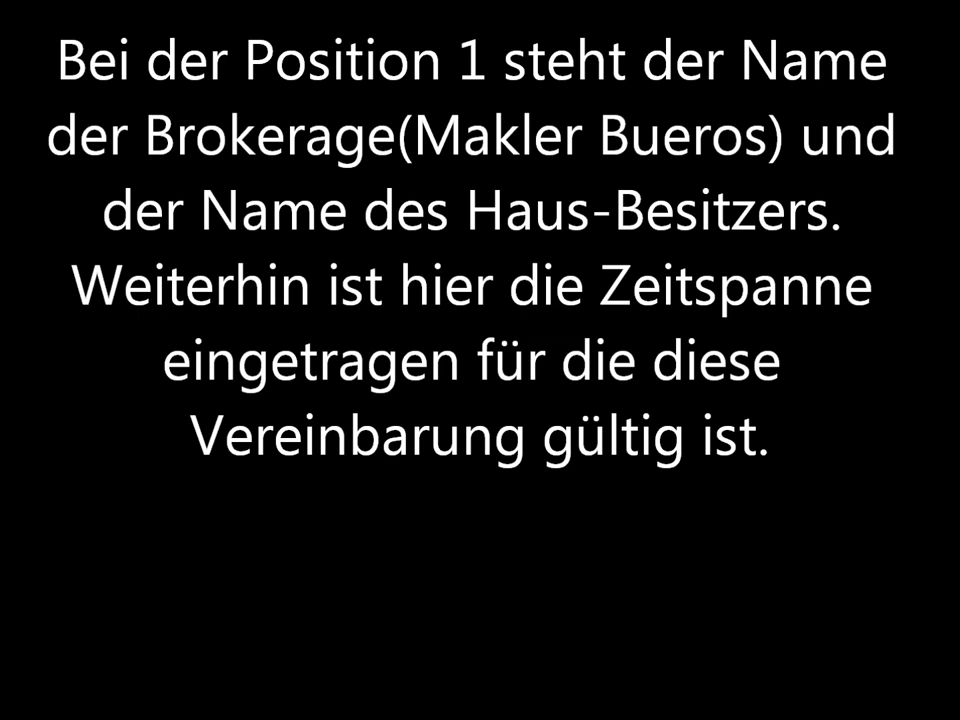 Bei der Position 1 steht der Name
der Brokerage(Makler Bueros) und
der Name des Haus-Besitzers.
Weiterhin ist hier die Zeitspanne
eingetragen für die diese
Vereinbarung gültig ist.